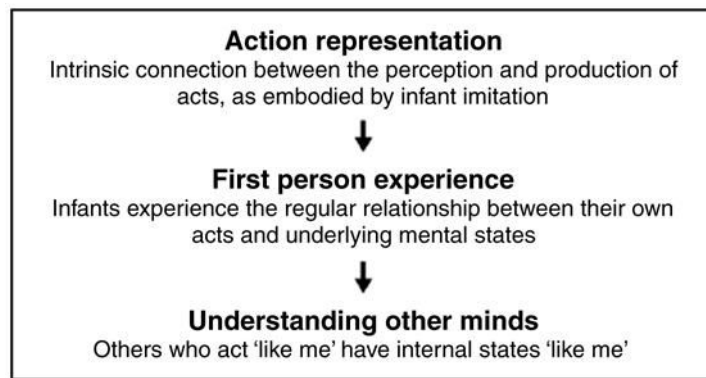 Action representation
Intrinsic connection between the perception and production of
acts, as embodied by infant imitation
First person experience
Infants experience the regular relationship between their own
acts and underlying mental states
Understanding other minds
Others who act ‘like me’ have internal states ‘like me’